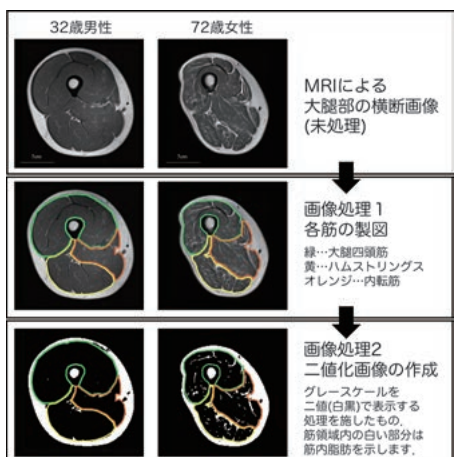 32歳男性
72歳女性
MRIによる
大腿部の横断画像
(未処理)
画像処理1
各筋の製図
緑…大腿四頭筋
黄…ハムストリングス
オレンジ…内転筋
画像処理2
二値化画像の作成
グレースケールを
二値(白黒)で表示する
処理を施したもの.
筋領域内の白い部分は
筋内脂肪を示します.